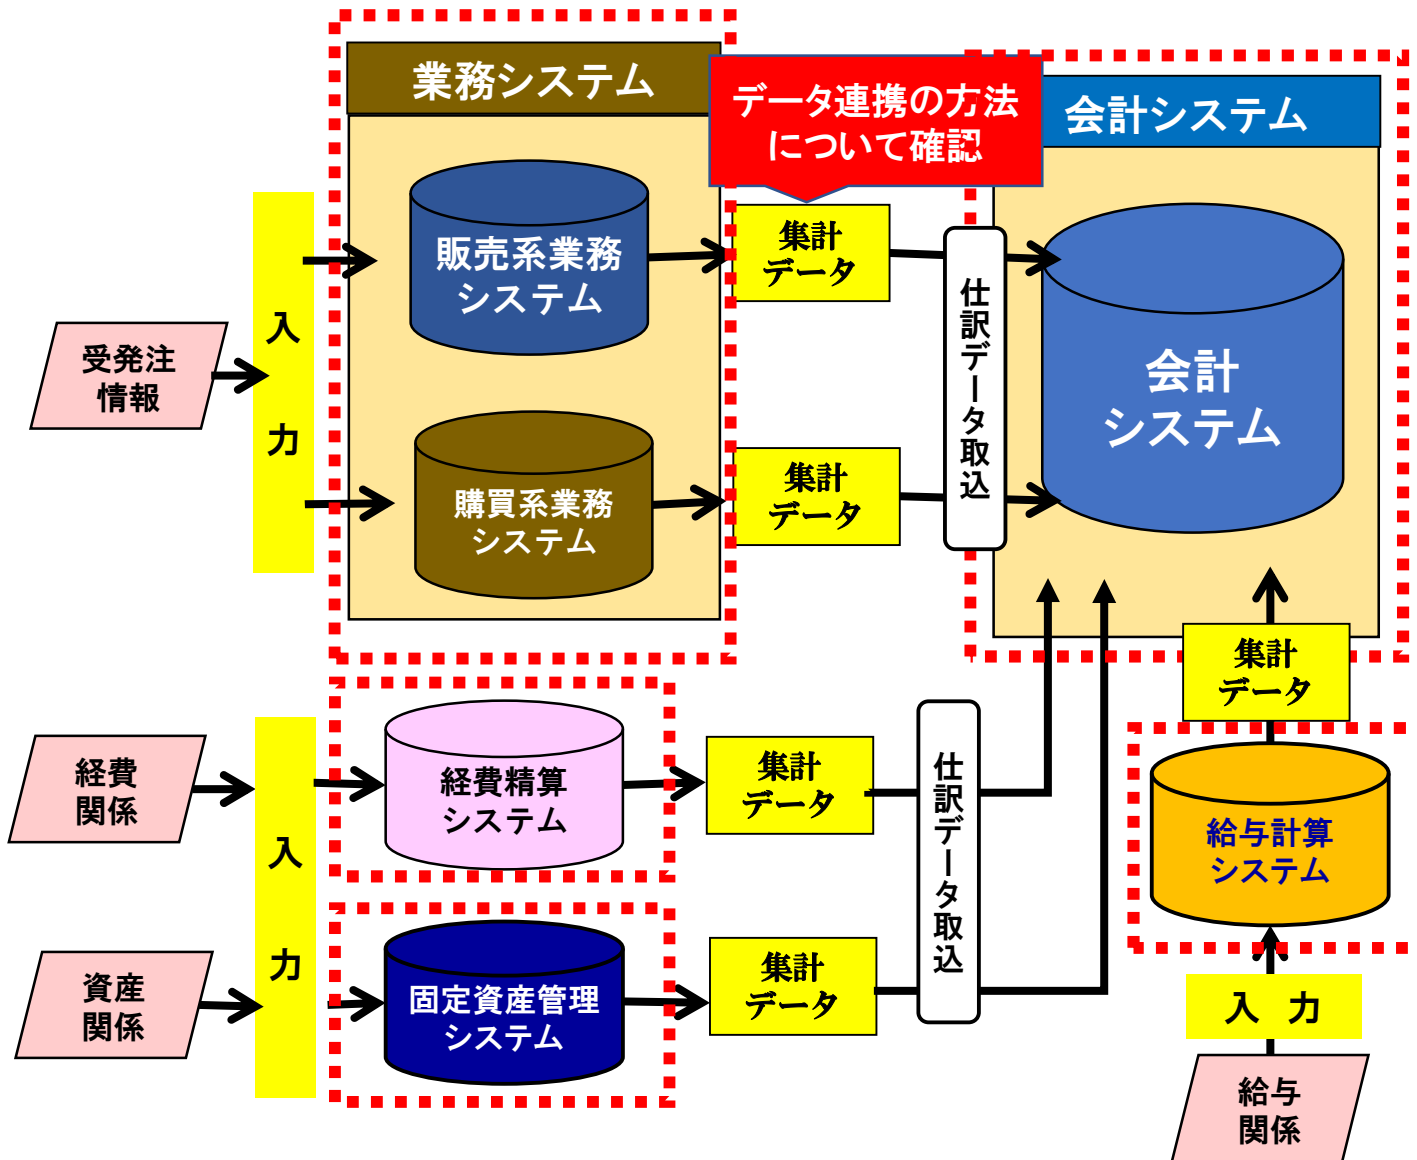 業務システム
データ連携の方法
について確認
会計システム
販売系業務
システム
集計
データ
仕訳データ取込
会計
システム
入
力
受発注
情報
購買系業務
システム
集計
データ
集計
データ
経費
関係
入
力
経費精算
システム
集計
データ
仕訳データ取込
給与計算
システム
資産
関係
固定資産管理
システム
集計
データ
入 力
給与
関係